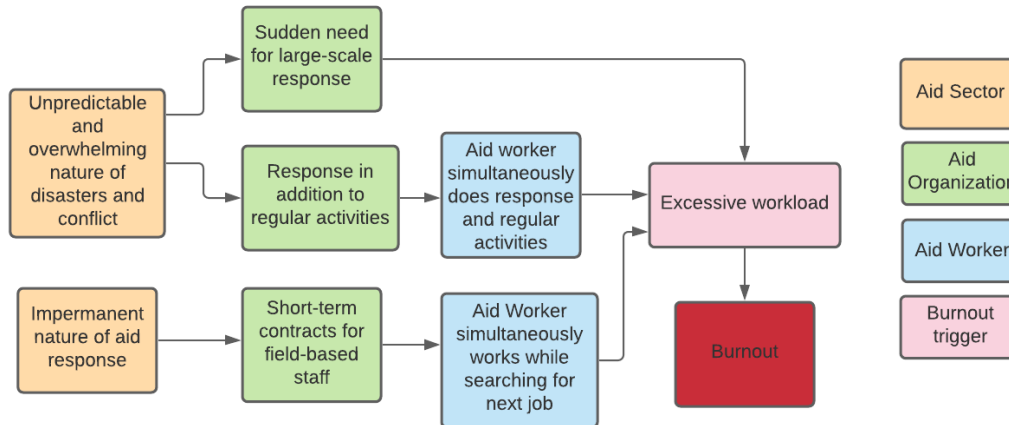 Sudden need
for large-scale
response
Unpredictable
and
overwhelming
nature of
disasters and
conflict
Response in
addition to
regular activities
Aid worker
simultaneously
does response
and regular
activities
Excessive workload
Impermanent
nature of aid
response
Short-term
contracts for
field-based
staff
Aid Worker
simultaneously
works while
searching for
next job
Burnout
Aid Sector
Aid
Organization
Aid Worker
Burnout
trigger